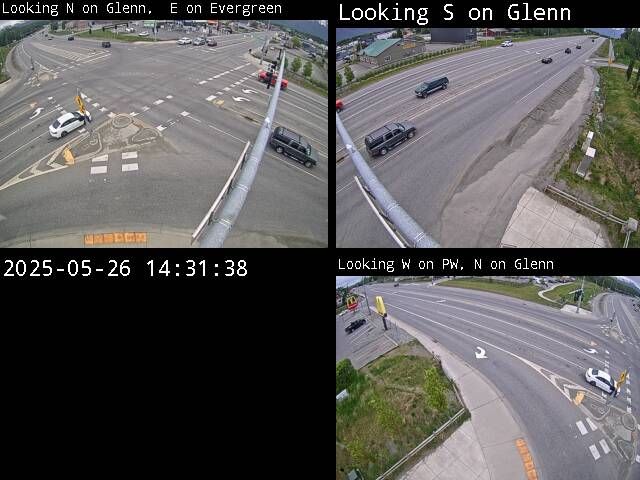 Looking N on Glenn,  E on Evergreen
Looking S on Glenn
2025-05-26 14:31:38
Looking W on PW, N on Glenn